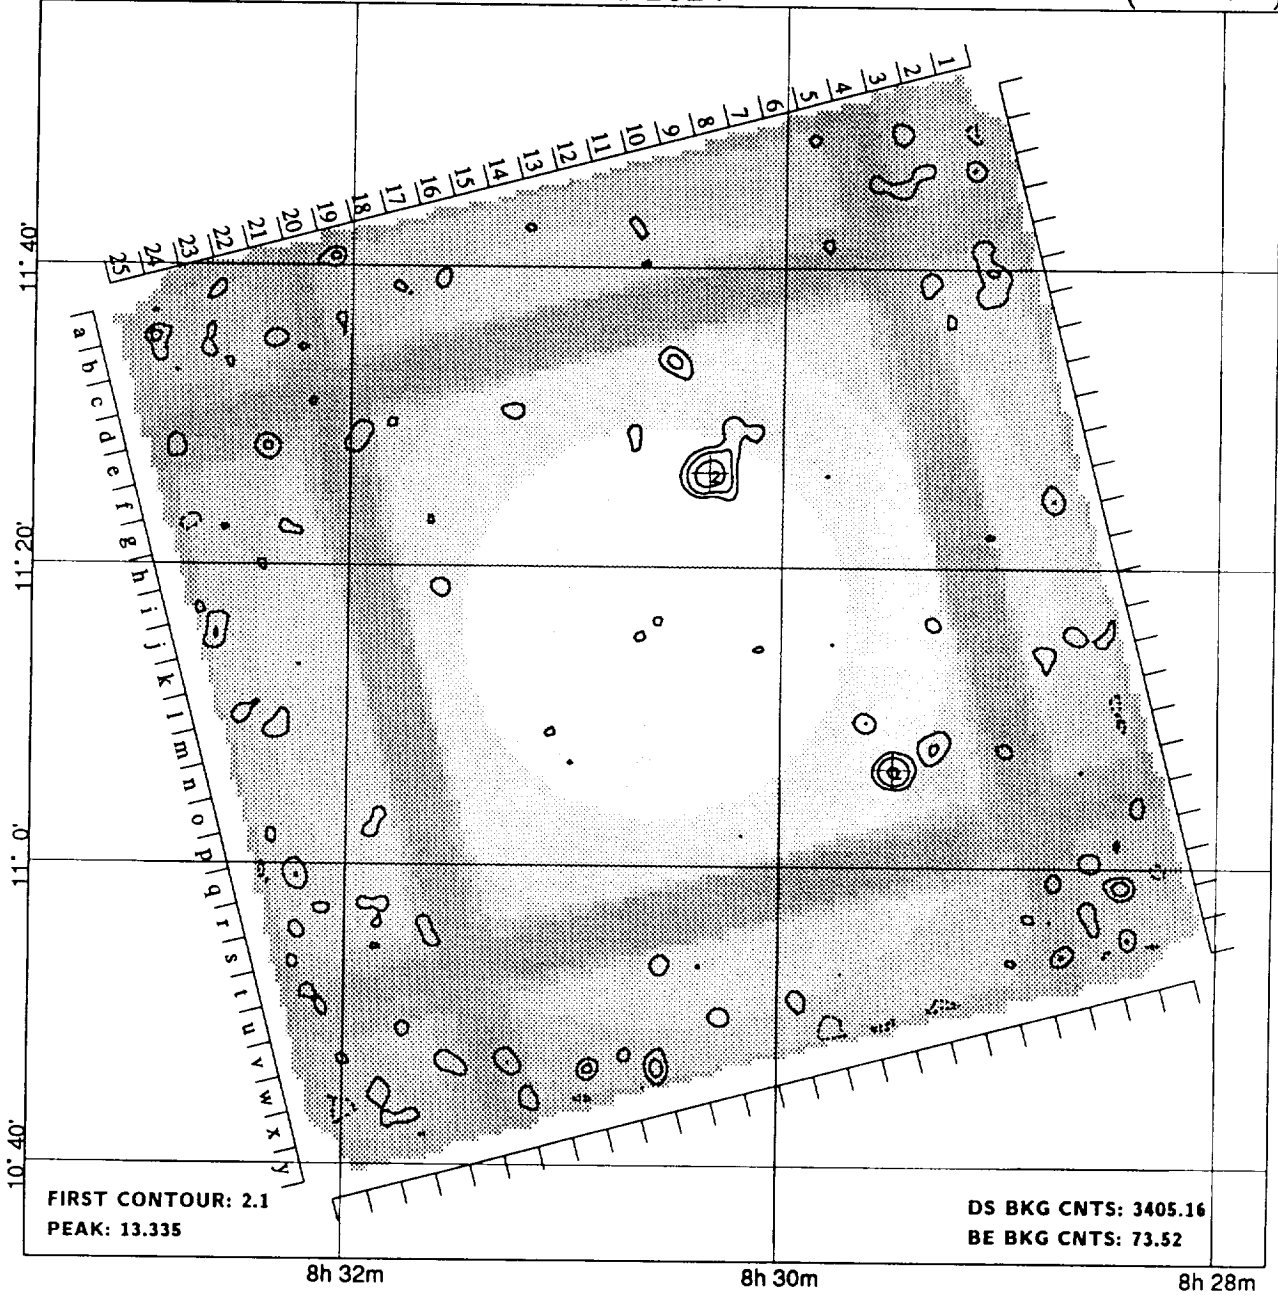 1 2 3 4 5 6 7 8 9 10 11 12 13 14 15 16 17 18 19 20 21 22 23 24 25
11° 40'
a b c d e f g h i j k l m n o p q r s t u v w x y
2
11° 20'
11° 0'
10° 40'
FIRST CONTOUR: 2.1
PEAK: 13.335
DS BKG CNTS: 3405.16
BE BKG CNTS: 73.52
8h 32m 8h 30m 8h 28m